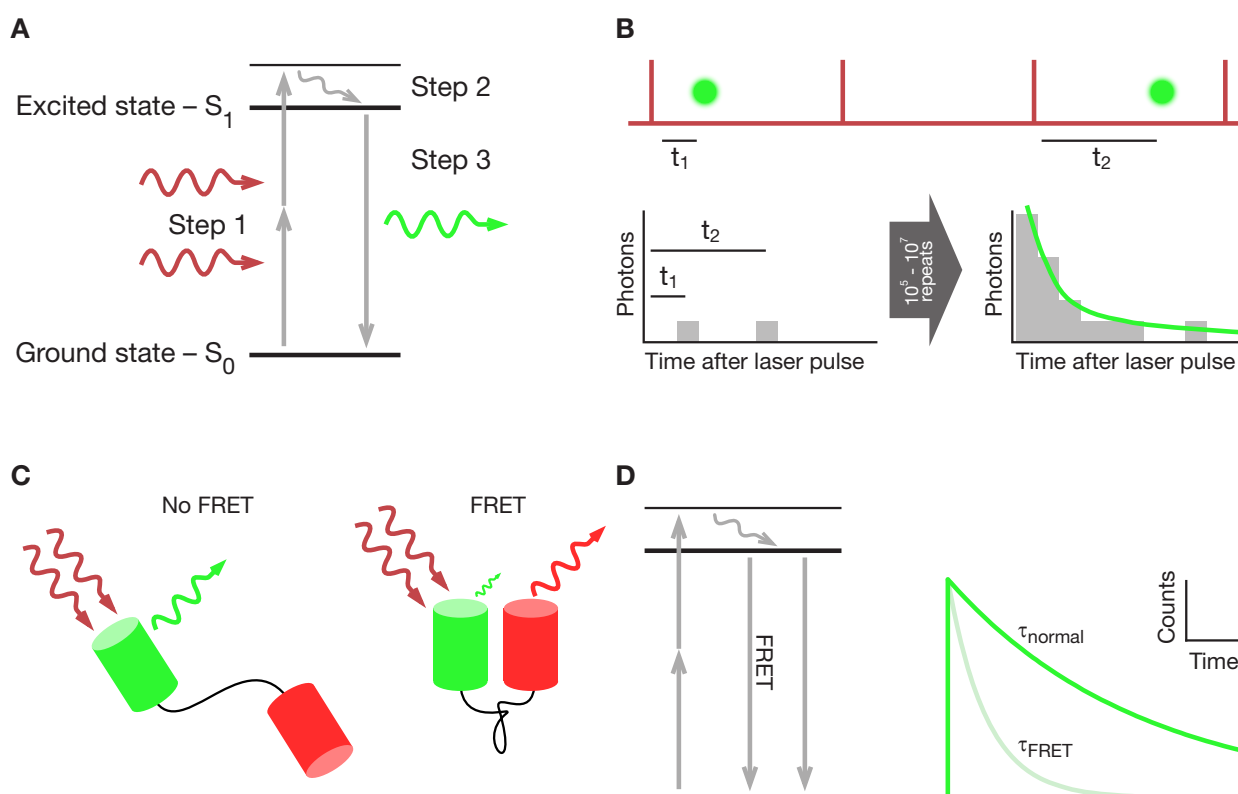 A
Excited state – S1
Step 2
Step 3
Step 1
Ground state – S0
B
t1
t2
Photons
t2
t1
Time after laser pulse
10^5 - 10^7
repeats
Photons
Time after laser pulse
C
No FRET
FRET
D
FRET
τnormal
τFRET
Counts
Time